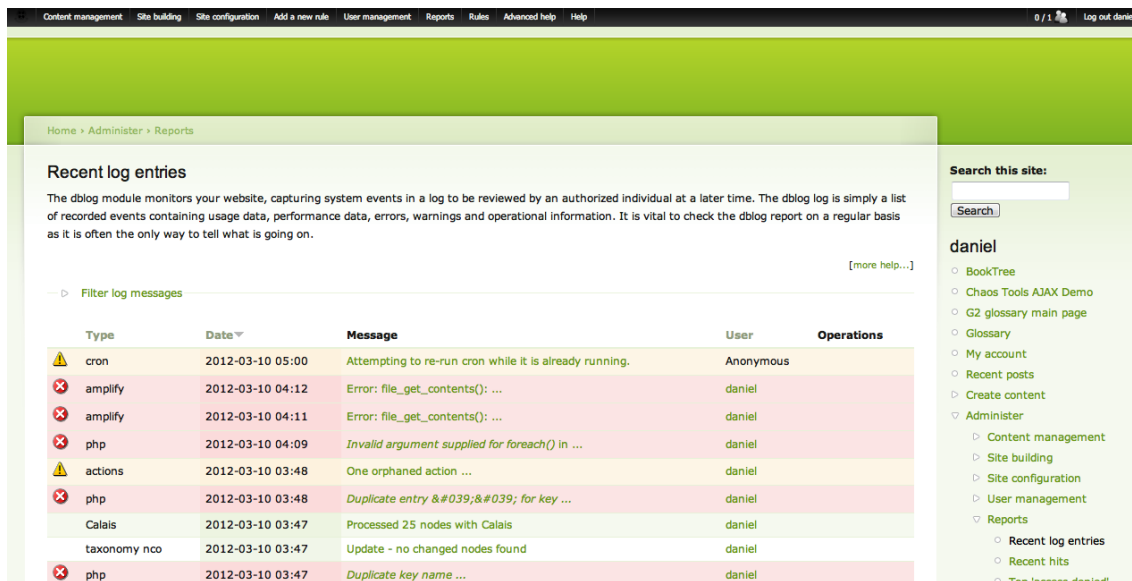 Content management Site building Site configuration Add a new rule User management Reports Rules Advanced help Help 0 / 1 Log out danie
Home › Administer › Reports
Recent log entries
The dblog module monitors your website, capturing system events in a log to be reviewed by an authorized individual at a later time. The dblog log is simply a list
of recorded events containing usage data, performance data, errors, warnings and operational information. It is vital to check the dblog report on a regular basis
as it is often the only way to tell what is going on.
[more help...]
Filter log messages
Type Date Message User Operations
cron 2012-03-10 05:00 Attempting to re-run cron while it is already running. Anonymous
amplify 2012-03-10 04:12 Error: file_get_contents(): ... daniel
amplify 2012-03-10 04:11 Error: file_get_contents(): ... daniel
php 2012-03-10 04:09 Invalid argument supplied for foreach() in ... daniel
actions 2012-03-10 03:48 One orphaned action ... daniel
php 2012-03-10 03:48 Duplicate entry &#039;&#039; for key ... daniel
Calais 2012-03-10 03:47 Processed 25 nodes with Calais daniel
taxonomy nco 2012-03-10 03:47 Update - no changed nodes found daniel
php 2012-03-10 03:47 Duplicate key name ... daniel
Search this site:
Search
daniel
BookTree
Chaos Tools AJAX Demo
G2 glossary main page
Glossary
My account
Recent posts
Create content
Administer
Content management
Site building
Site configuration
User management
Reports
Recent log entries
Recent hits